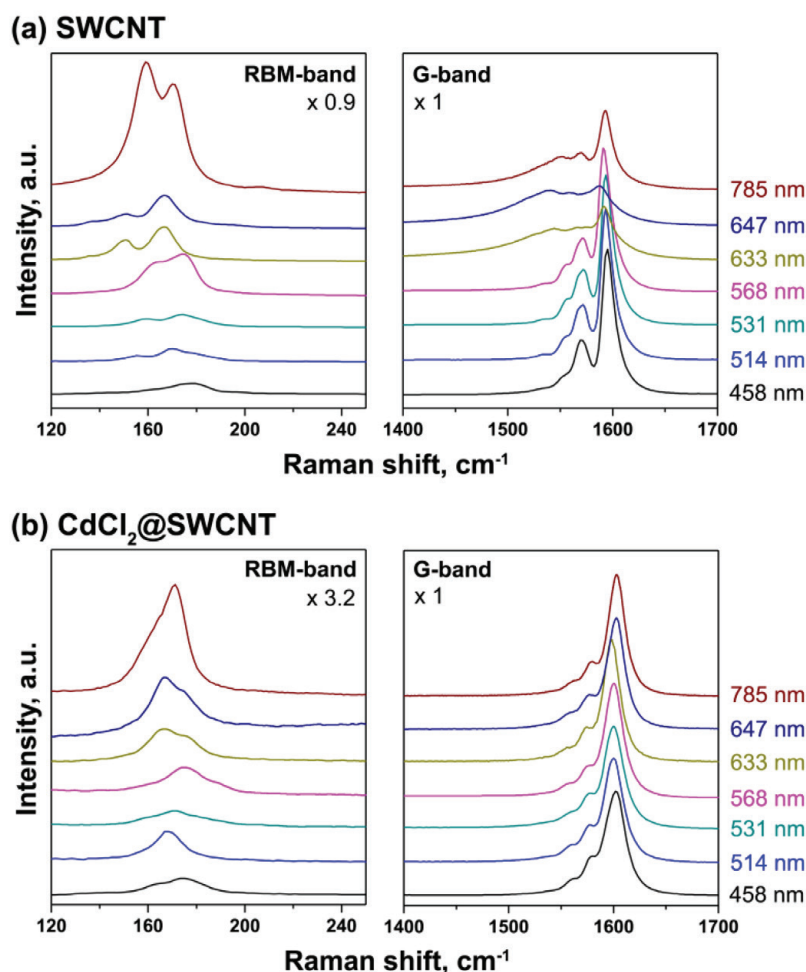 (a) SWCNT
RBM-band
x 0.9
G-band
x 1
Intensity, a.u.
785 nm
647 nm
633 nm
568 nm
531 nm
514 nm
458 nm
120 160 200 240
1400 1500 1600 1700
Raman shift, cm⁻¹
(b) CdCl₂@SWCNT
RBM-band
x 3.2
G-band
x 1
Intensity, a.u.
785 nm
647 nm
633 nm
568 nm
531 nm
514 nm
458 nm
120 160 200 240
1400 1500 1600 1700
Raman shift, cm⁻¹